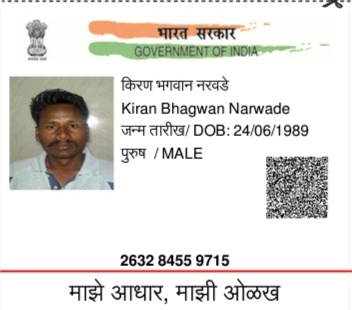 भारत सरकार
GOVERNMENT OF INDIA
किरण भगवान नरवडे
Kiran Bhagwan Narwade
जन्म तारीख/ DOB: 24/06/1989
पुरुष / MALE
2632 8455 9715
माझे आधार, माझी ओळख